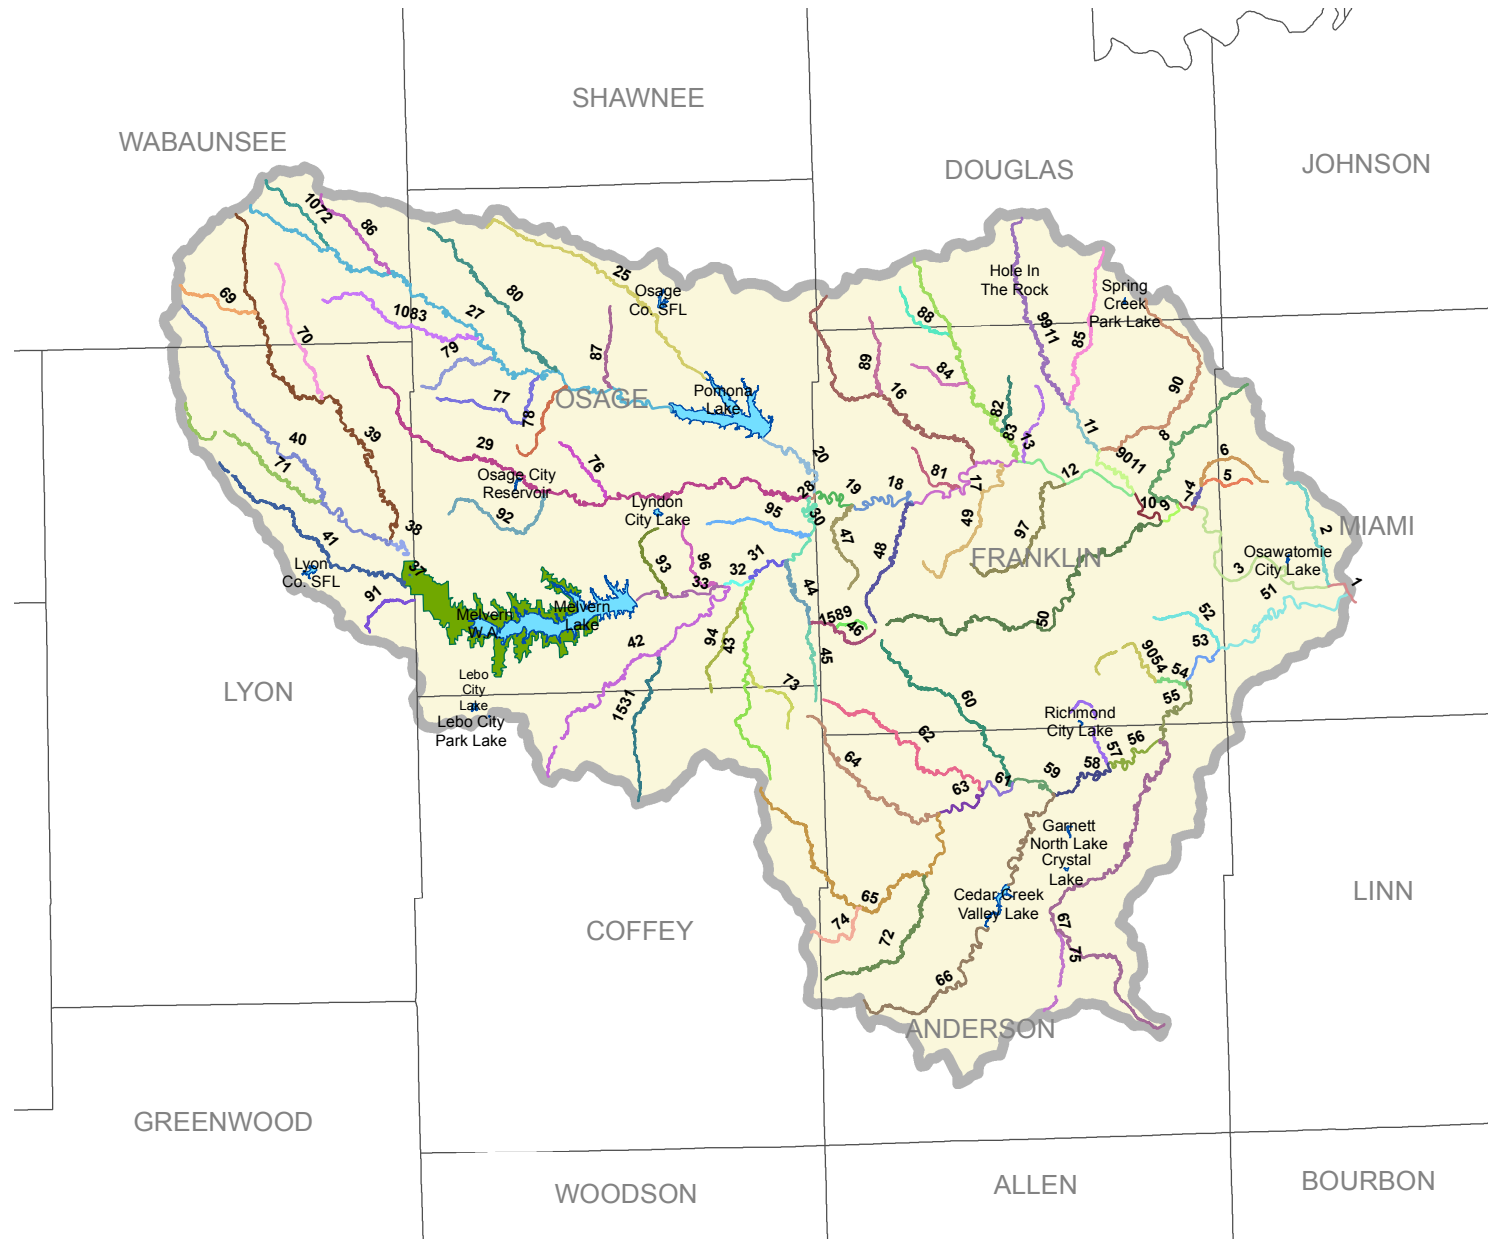 SHAWNEE
WABAUNSEE
DOUGLAS
JOHNSON
1072
86
25
Osage
Co. SFL
80
27
1083
69
70
79
77
78
87
OSAGE
Pomona
Lake
Hole In
The Rock
Spring
Creek
Park Lake
88
9911
85
89
84
16
82
83
13
11
90
9011
8
6
5
4
7
10
9
12
2
MIAMI
40
39
71
29
76
20
Osage City
Reservoir
92
Lyndon
City Lake
28
19
18
81
17
30
95
47
48
49
97
FRANKLIN
3
Osawatomie
City Lake
1
51
38
41
37
Lyon
Co. SFL
91
93
96
31
32
33
44
Melvern
W.A.
Melvern
Lake
1589
46
45
50
52
53
42
94
43
9054
54
55
LYON
Lebo
City
Lake
Lebo City
Park Lake
1531
73
60
62
64
Richmond
City Lake
56
57
58
59
61
63
Garnett
North Lake
Crystal
Lake
65
74
72
Cedar Creek
Valley Lake
67
75
66
LINN
COFFEY
ANDERSON
GREENWOOD
WOODSON
ALLEN
BOURBON